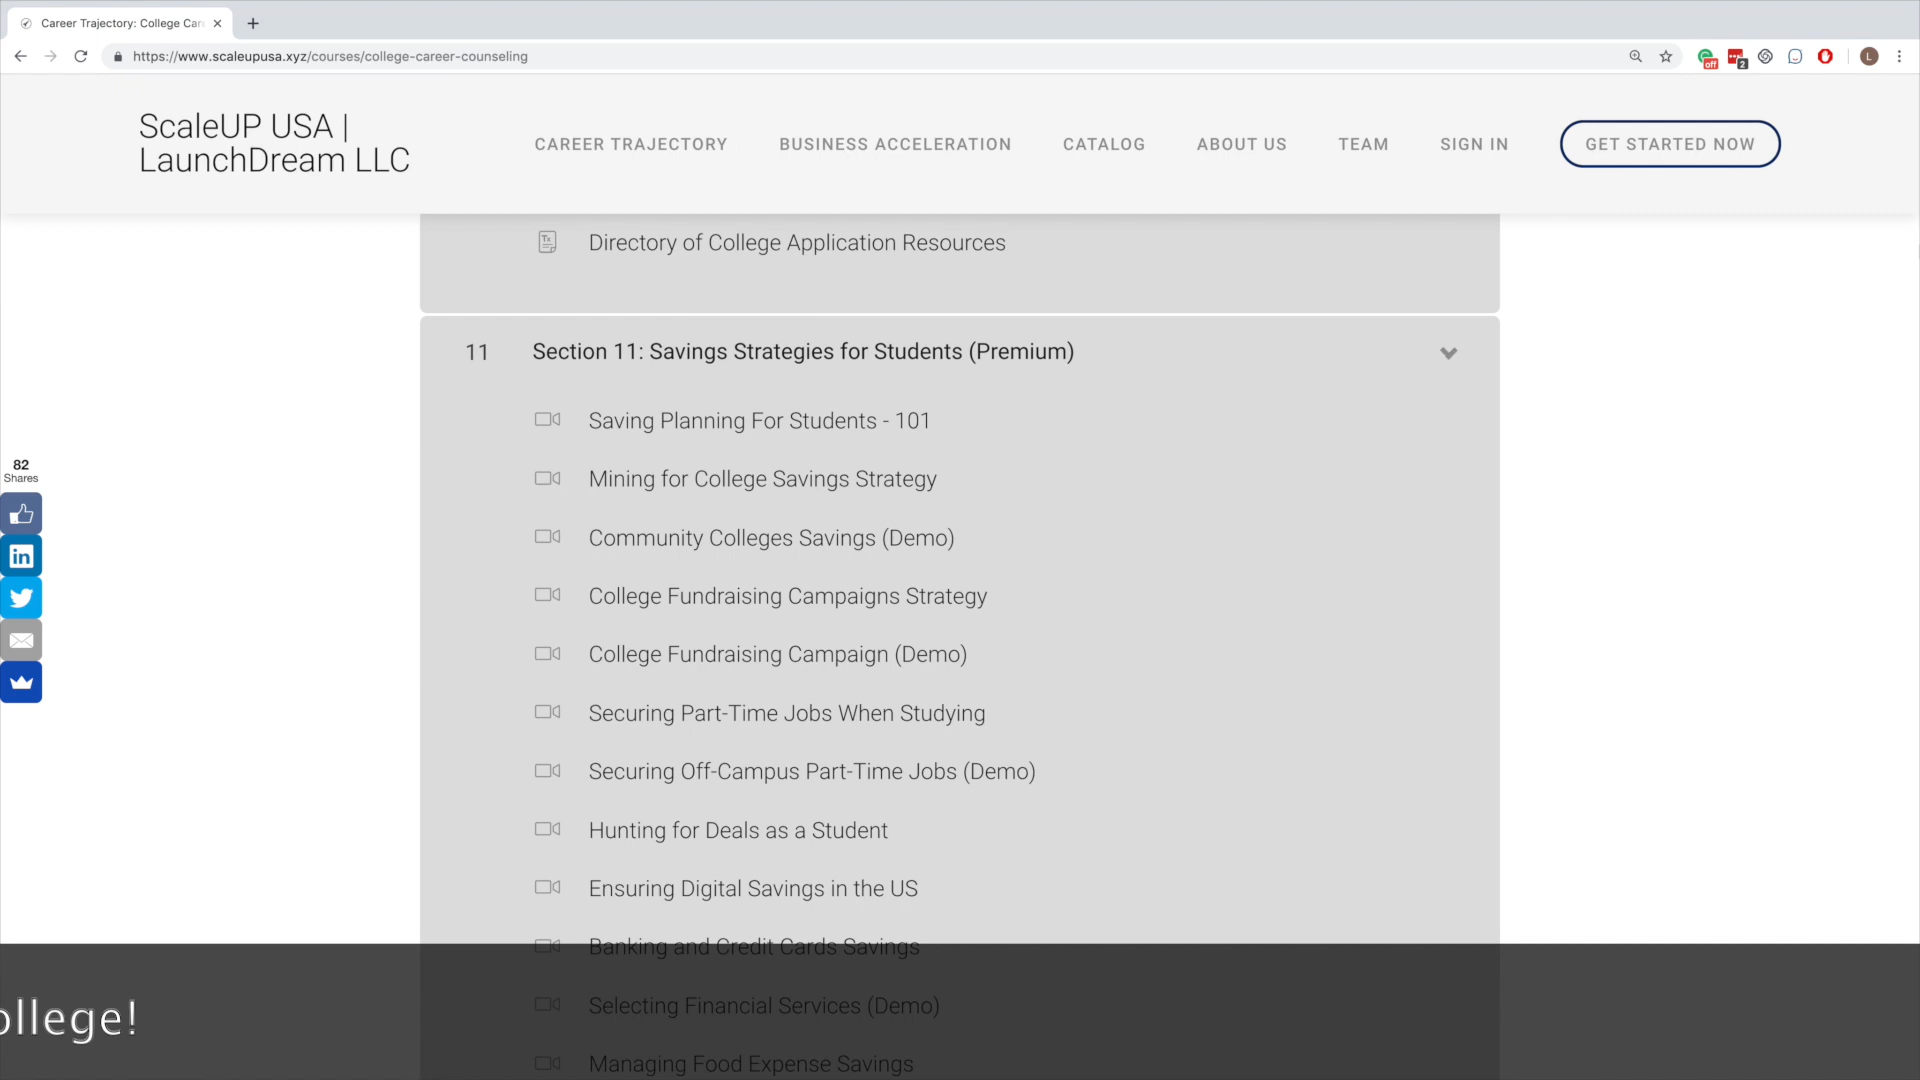 Career Trajectory: College Car
https://www.scaleupusa.xyz/courses/college-career-counseling
off
2
L
ScaleUP USA |
LaunchDream LLC
CAREER TRAJECTORY
BUSINESS ACCELERATION
CATALOG
ABOUT US
TEAM
SIGN IN
GET STARTED NOW
Tx
Directory of College Application Resources
11
Section 11: Savings Strategies for Students (Premium)
Saving Planning For Students - 101
Mining for College Savings Strategy
Community Colleges Savings (Demo)
College Fundraising Campaigns Strategy
College Fundraising Campaign (Demo)
Securing Part-Time Jobs When Studying
Securing Off-Campus Part-Time Jobs (Demo)
Hunting for Deals as a Student
Ensuring Digital Savings in the US
Banking and Credit Cards Savings
Selecting Financial Services (Demo)
Managing Food Expense Savings
82
Shares
in
ollege!